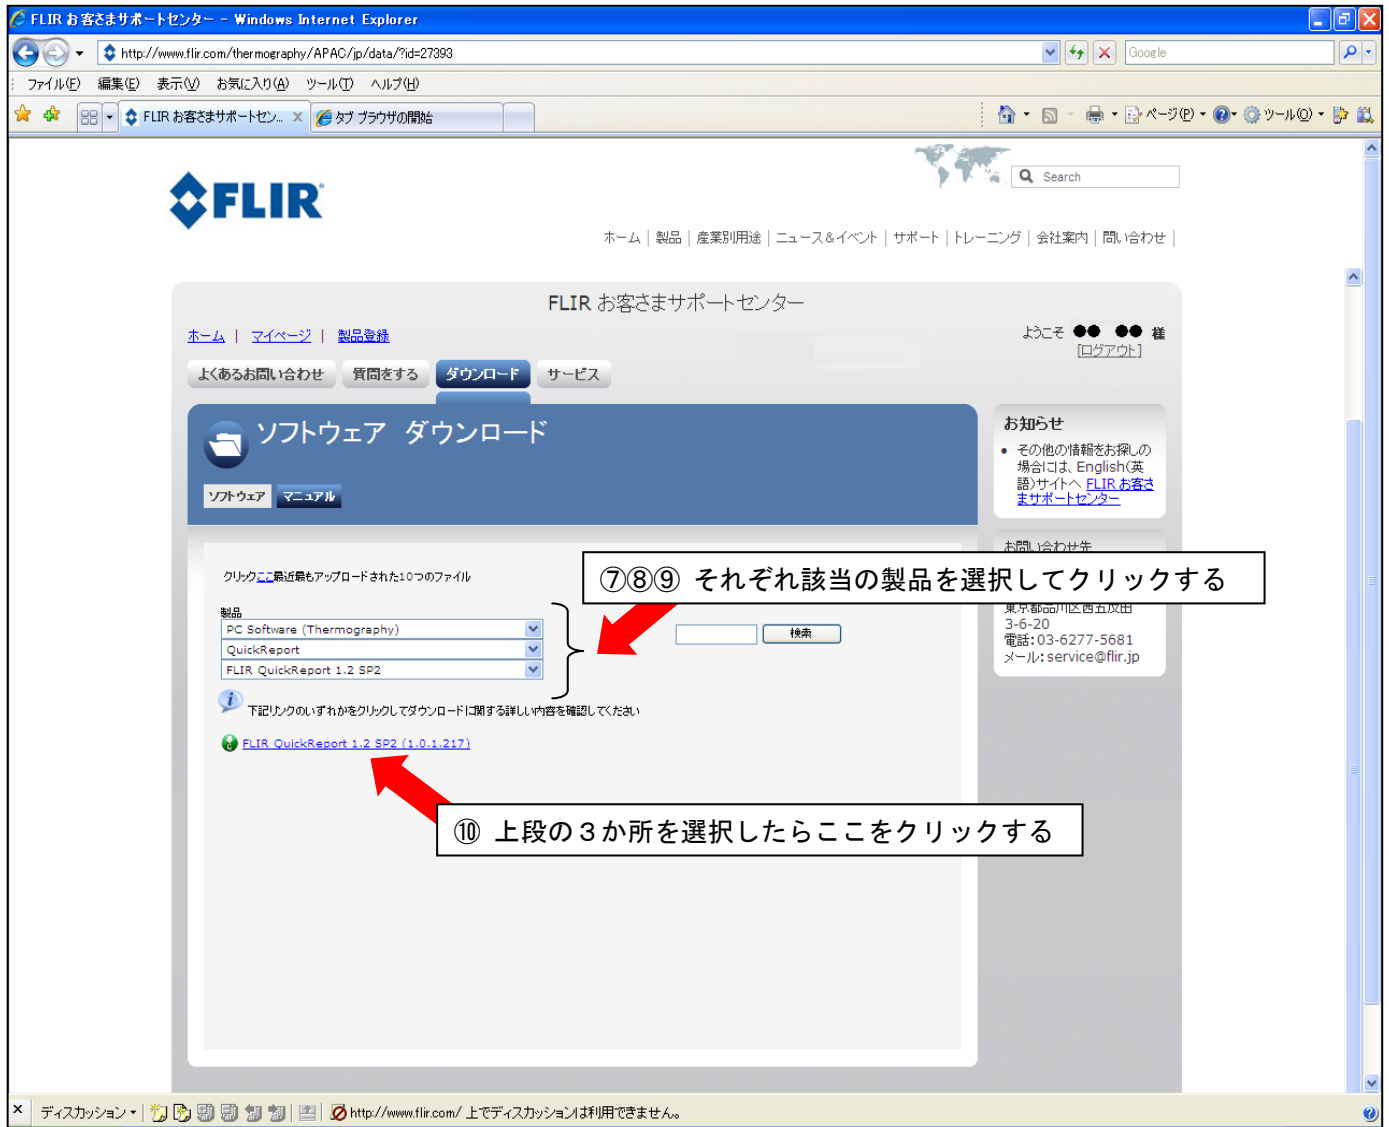 FLIR お客さまサポートセンター - Windows Internet Explorer
http://www.flir.com/thermography/APAC/jp/data/?id=27393
Google
ファイル(F) 編集(E) 表示(V) お気に入り(A) ツール(T) ヘルプ(H)
FLIR お客さまサポートセン... タブ ブラウザの開始
ページ(P) ツール(O)
FLIR
Search
ホーム | 製品 | 産業別用途 | ニュース&イベント | サポート | トレーニング | 会社案内 | 問い合わせ |
FLIR お客さまサポートセンター
ホーム | マイページ | 製品登録
ようこそ ●● ●● 様
[ログアウト]
よくあるお問い合わせ 質問をする ダウンロード サービス
ソフトウェア ダウンロード
ソフトウェア マニュアル
お知らせ
• その他の情報をお探しの
場合には、English(英
語)サイトへ FLIR お客さ
まサポートセンター
お問い合わせ先
クリックここ最近最もアップロードされた10つのファイル
⑦⑧⑨ それぞれ該当の製品を選択してクリックする
東京都品川区西五反田
3-6-20
電話:03-6277-5681
メール:service@flir.jp
製品
PC Software (Thermography)
QuickReport
FLIR QuickReport 1.2 SP2
検索
下記リンクのいずれかをクリックしてダウンロードに関する詳しい内容を確認してください
FLIR QuickReport 1.2 SP2 (1.0.1.217)
⑩ 上段の３か所を選択したらここをクリックする
ディスカッション
http://www.flir.com/ 上でディスカッションは利用できません。